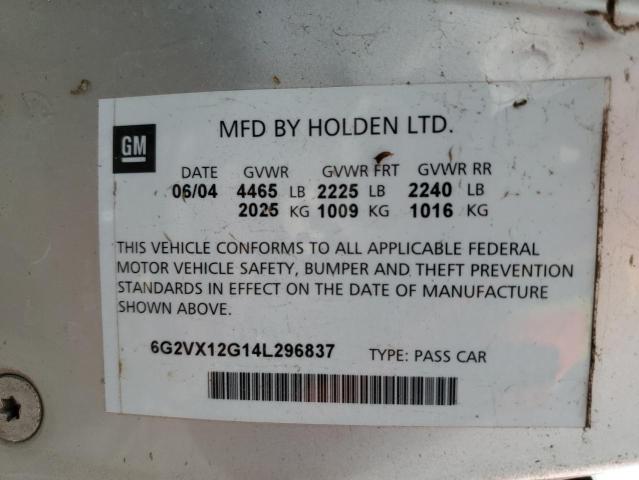 GM
MFD BY HOLDEN LTD.
DATE GVWR GVWR FRT GVWR RR
06/04 4465 LB 2225 LB 2240 LB
2025 KG 1009 KG 1016 KG
THIS VEHICLE CONFORMS TO ALL APPLICABLE FEDERAL
MOTOR VEHICLE SAFETY, BUMPER AND THEFT PREVENTION
STANDARDS IN EFFECT ON THE DATE OF MANUFACTURE
SHOWN ABOVE.
6G2VX12G14L296837 TYPE: PASS CAR